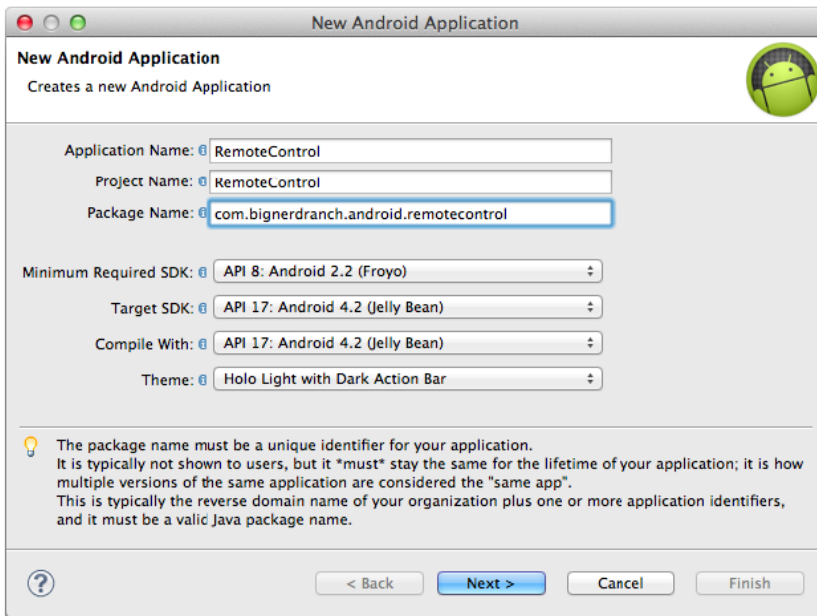 New Android Application
New Android Application
Creates a new Android Application
Application Name: RemoteControl
Project Name: RemoteControl
Package Name: com.bignerdranch.android.remotecontrol
Minimum Required SDK: API 8: Android 2.2 (Froyo)
Target SDK: API 17: Android 4.2 (Jelly Bean)
Compile With: API 17: Android 4.2 (Jelly Bean)
Theme: Holo Light with Dark Action Bar
The package name must be a unique identifier for your application.
It is typically not shown to users, but it *must* stay the same for the lifetime of your application; it is how
multiple versions of the same application are considered the "same app".
This is typically the reverse domain name of your organization plus one or more application identifiers,
and it must be a valid Java package name.
? < Back Next > Cancel Finish